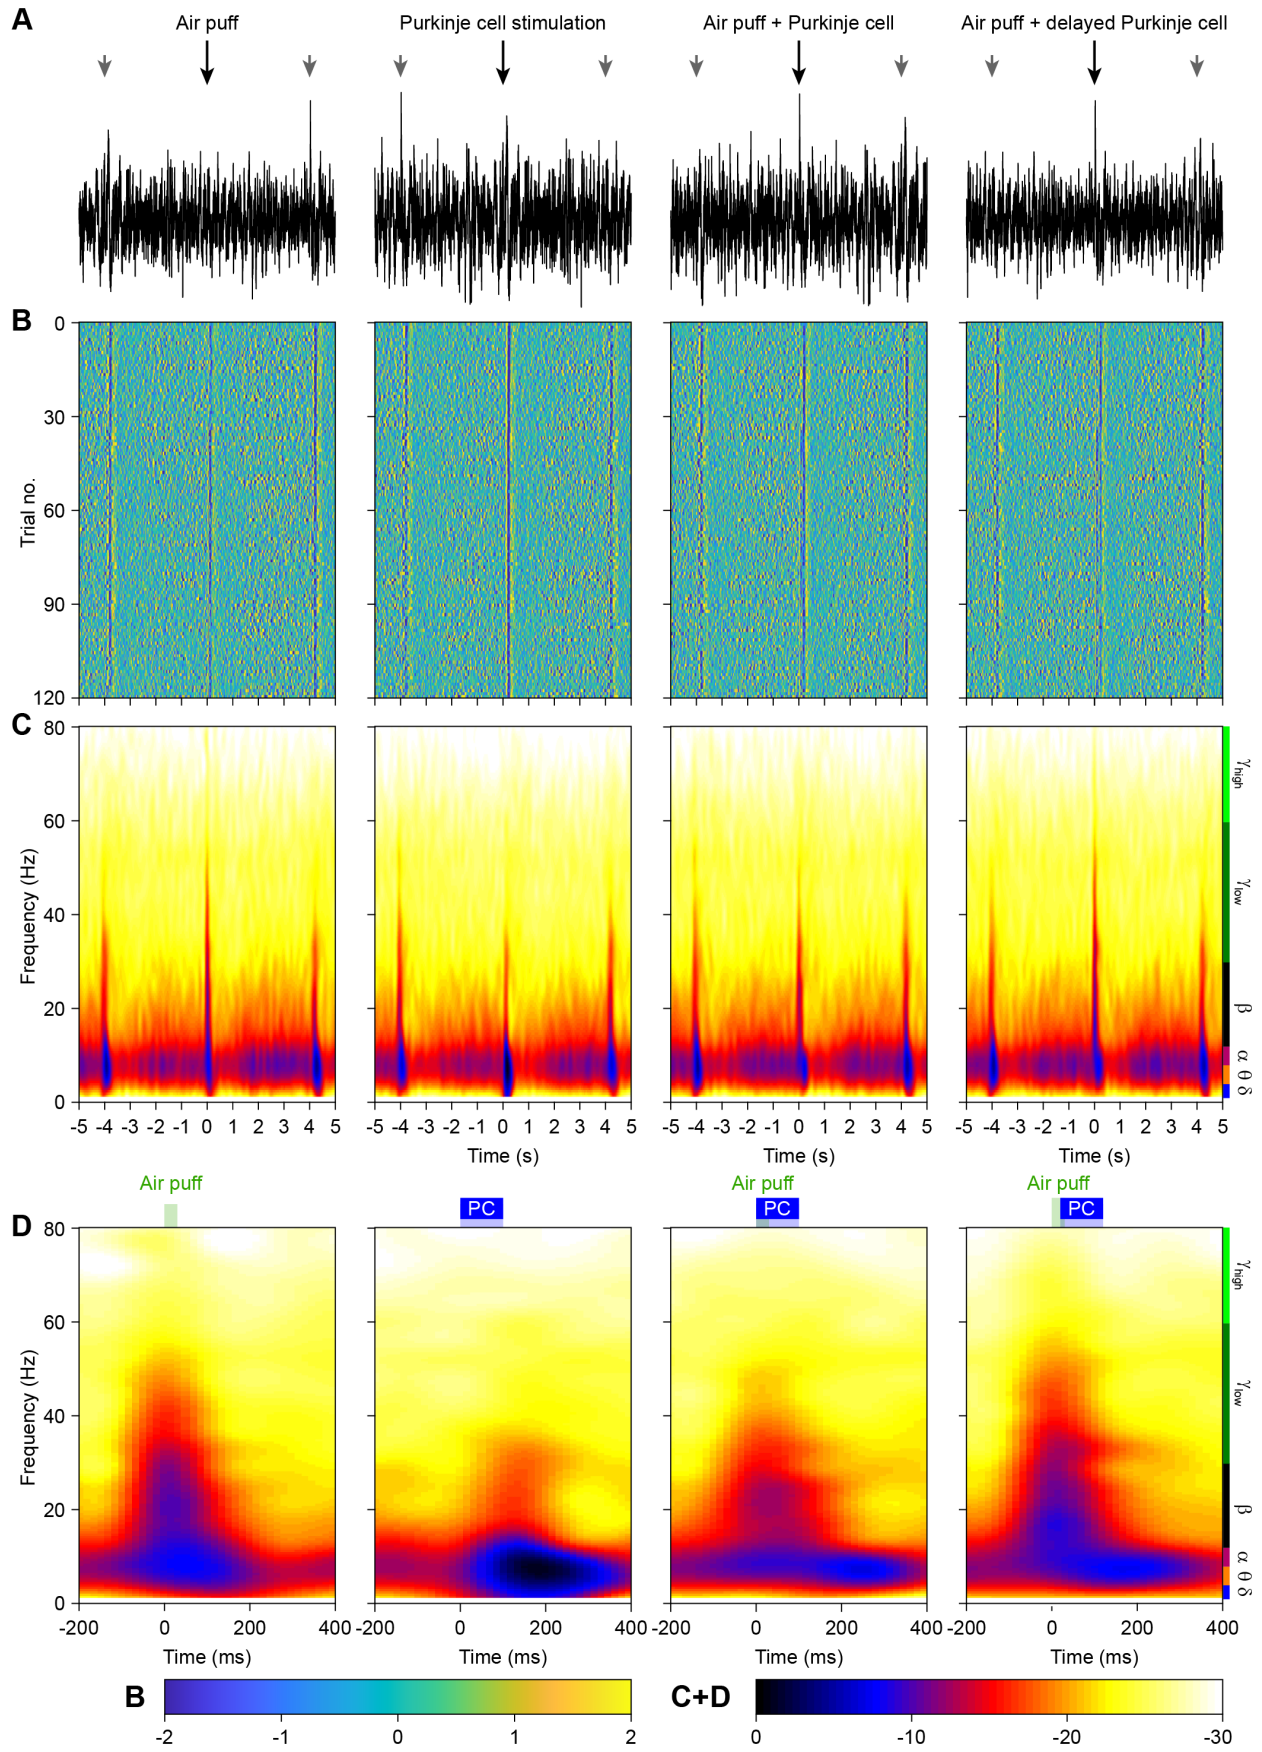 A
Air puff
Purkinje cell stimulation
Air puff + Purkinje cell
Air puff + delayed Purkinje cell
B
Trial no.
0
30
60
90
120
C
Frequency (Hz)
80
60
40
20
0
γhigh
γlow
β
α
θ
δ
-5 -4 -3 -2 -1 0 1 2 3 4 5
-5 -4 -3 -2 -1 0 1 2 3 4 5
-5 -4 -3 -2 -1 0 1 2 3 4 5
-5 -4 -3 -2 -1 0 1 2 3 4 5
Time (s)
Time (s)
Time (s)
Air puff
PC
Air puff
PC
Air puff
PC
D
Frequency (Hz)
80
60
40
20
0
γhigh
γlow
β
α
θ
δ
-200 0 200 400
-200 0 200 400
-200 0 200 400
-200 0 200 400
Time (ms)
Time (ms)
Time (ms)
Time (ms)
B
-2 -1 0 1 2
C+D
0 -10 -20 -30